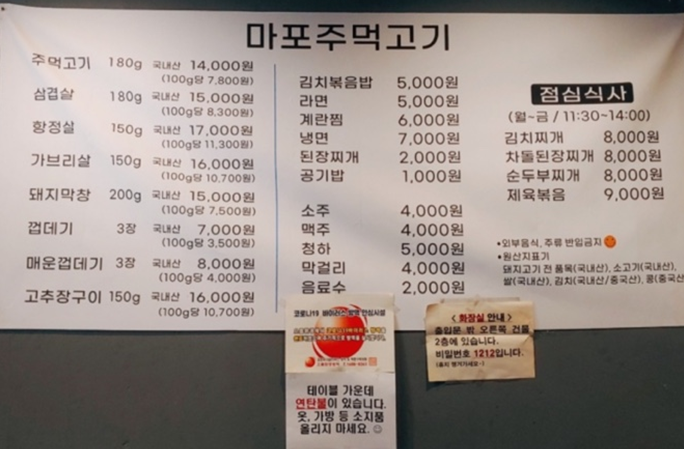 마포주먹고기
주먹고기 180g 국내산 14,000원
(100g당 7,800원)
삼겹살 180g 국내산 15,000원
(100g당 8,300원)
항정살 150g 국내산 17,000원
(100g당 11,300원)
가브리살 150g 국내산 16,000원
(100g당 10,700원)
돼지막창 200g 국내산 15,000원
(100g당 7,500원)
껍데기 3장 국내산 7,000원
(100g당 3,500원)
매운껍데기 3장 국내산 8,000원
(100g당 4,000원)
고추장구이 150g 국내산 16,000원
(100g당 10,700원)
김치볶음밥 5,000원
라면 5,000원
계란찜 6,000원
냉면 7,000원
된장찌개 2,000원
공기밥 1,000원
소주 4,000원
맥주 4,000원
청하 5,000원
막걸리 4,000원
음료수 2,000원
점심식사
(월~금 / 11:30~14:00)
김치찌개 8,000원
차돌된장찌개 8,000원
순두부찌개 8,000원
제육볶음 9,000원
•외부음식, 주류 반입금지
•원산지표기
돼지고기 전 품목(국내산), 소고기(국내산),
쌀(국내산), 김치(국내산/중국산), 콩(중국산
코로나19 바이러스 방역 안심시설
테이블 가운데
연탄불이 있습니다.
옷, 가방 등 소지품
올리지 마세요. ☺
< 화장실 안내 >
출입문 밖 오른쪽 건물
2층에 있습니다.
비밀번호 1212입니다.